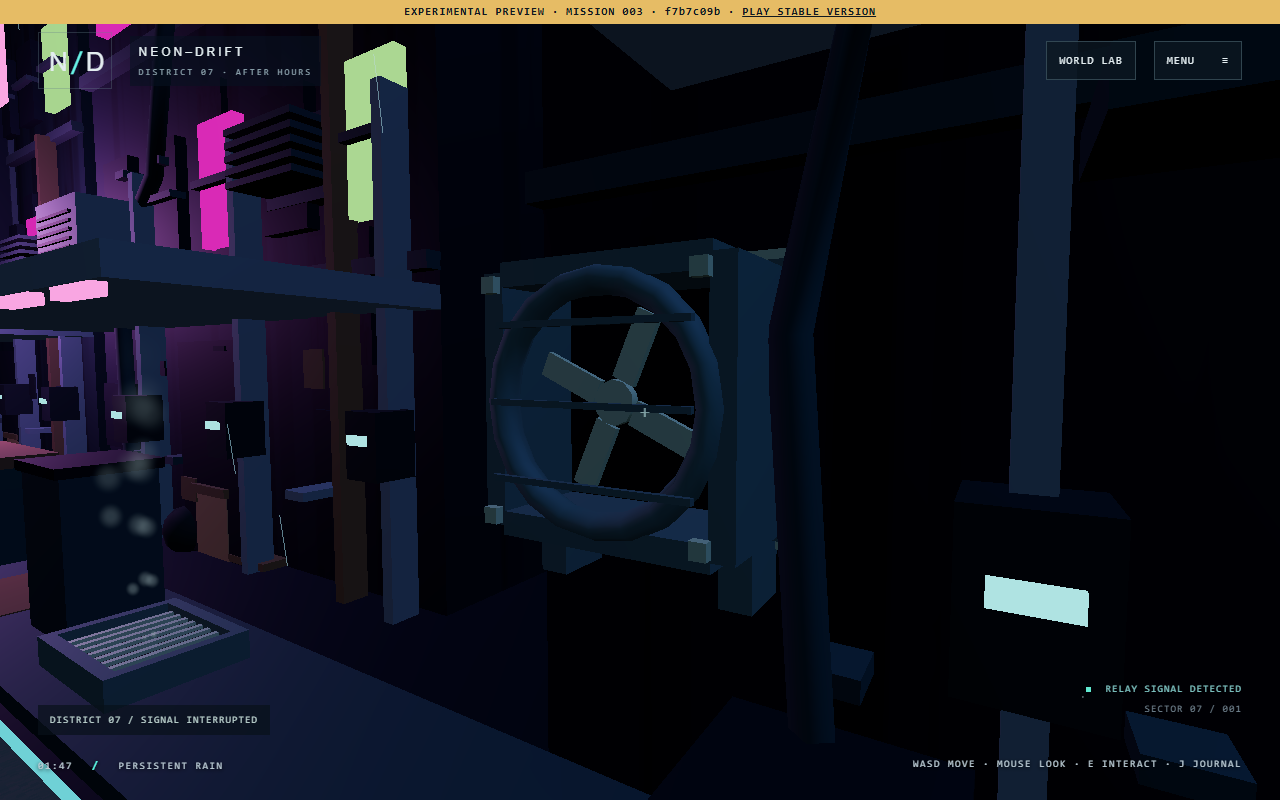 EXPERIMENTAL PREVIEW · MISSION 003 · f7b7c09b · PLAY STABLE VERSION
N/D
NEON—DRIFT
DISTRICT 07 · AFTER HOURS
WORLD LAB
MENU ≡
RELAY SIGNAL DETECTED
SECTOR 07 / 001
DISTRICT 07 / SIGNAL INTERRUPTED
01:47 / PERSISTENT RAIN
WASD MOVE · MOUSE LOOK · E INTERACT · J JOURNAL